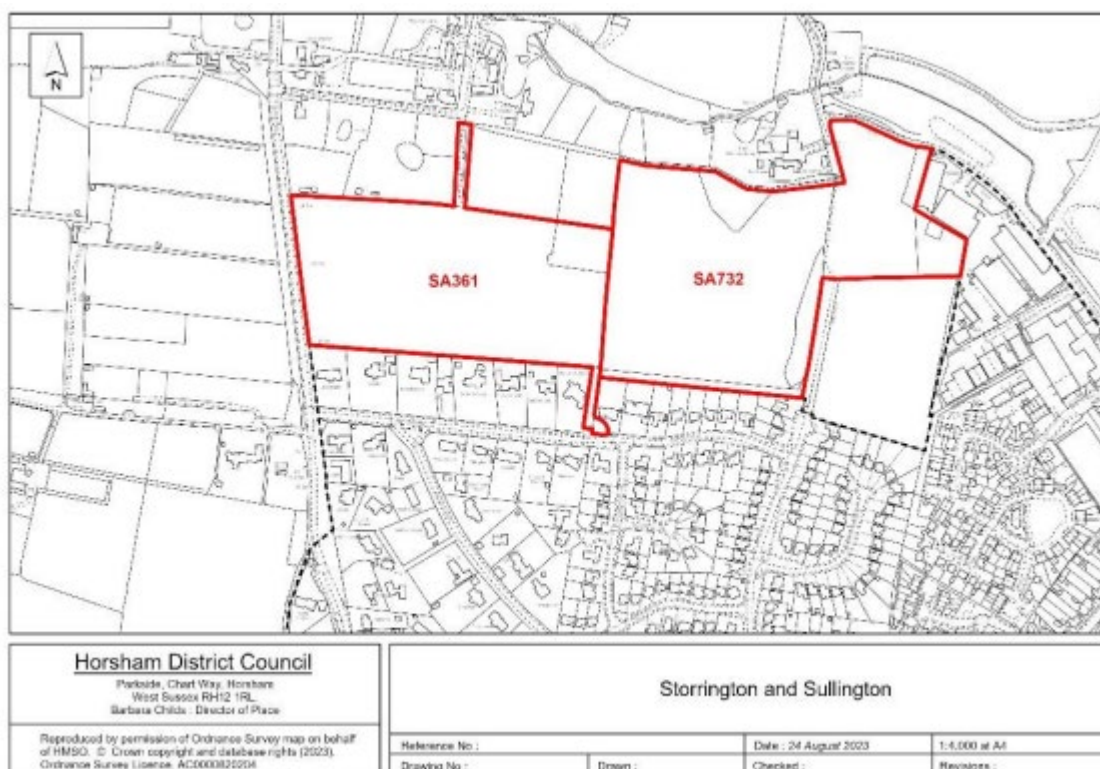 N
SA361
SA732
Horsham District Council
Parkside, Chart Way, Horsham
West Sussex RH12 1RL
Barbara Childs : Director of Place
Reproduced by permission of Ordnance Survey map on behalf
of HMSO. © Crown copyright and database rights (2023).
Ordnance Survey Licence. AC0000820204
Storrington and Sullington
Reference No :
Date : 24 August 2023
1:4,000 at A4
Drawing No :
Drawn :
Checked :
Revisions :